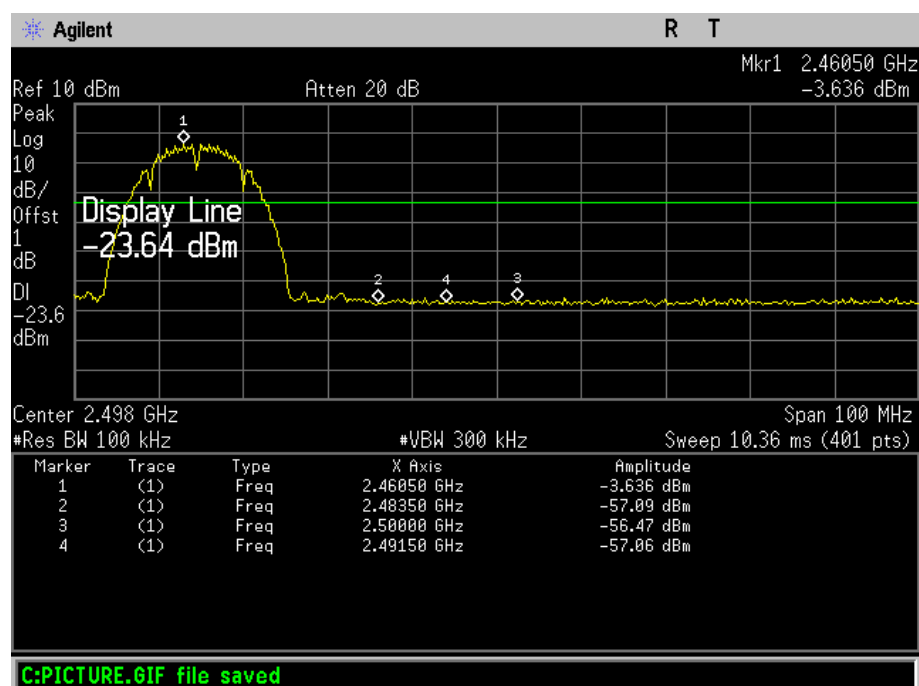 Agilent R T
Mkr1 2.46050 GHz
Ref 10 dBm Atten 20 dB -3.636 dBm
Peak
Log
10
dB/
Offst
1
dB
DI
-23.6
dBm
1
Display Line
-23.64 dBm
2 4 3
Center 2.498 GHz Span 100 MHz
#Res BW 100 kHz #VBW 300 kHz Sweep 10.36 ms (401 pts)
Marker Trace Type X Axis Amplitude
1 (1) Freq 2.46050 GHz -3.636 dBm
2 (1) Freq 2.48350 GHz -57.09 dBm
3 (1) Freq 2.50000 GHz -56.47 dBm
4 (1) Freq 2.49150 GHz -57.06 dBm
C:PICTURE.GIF file saved